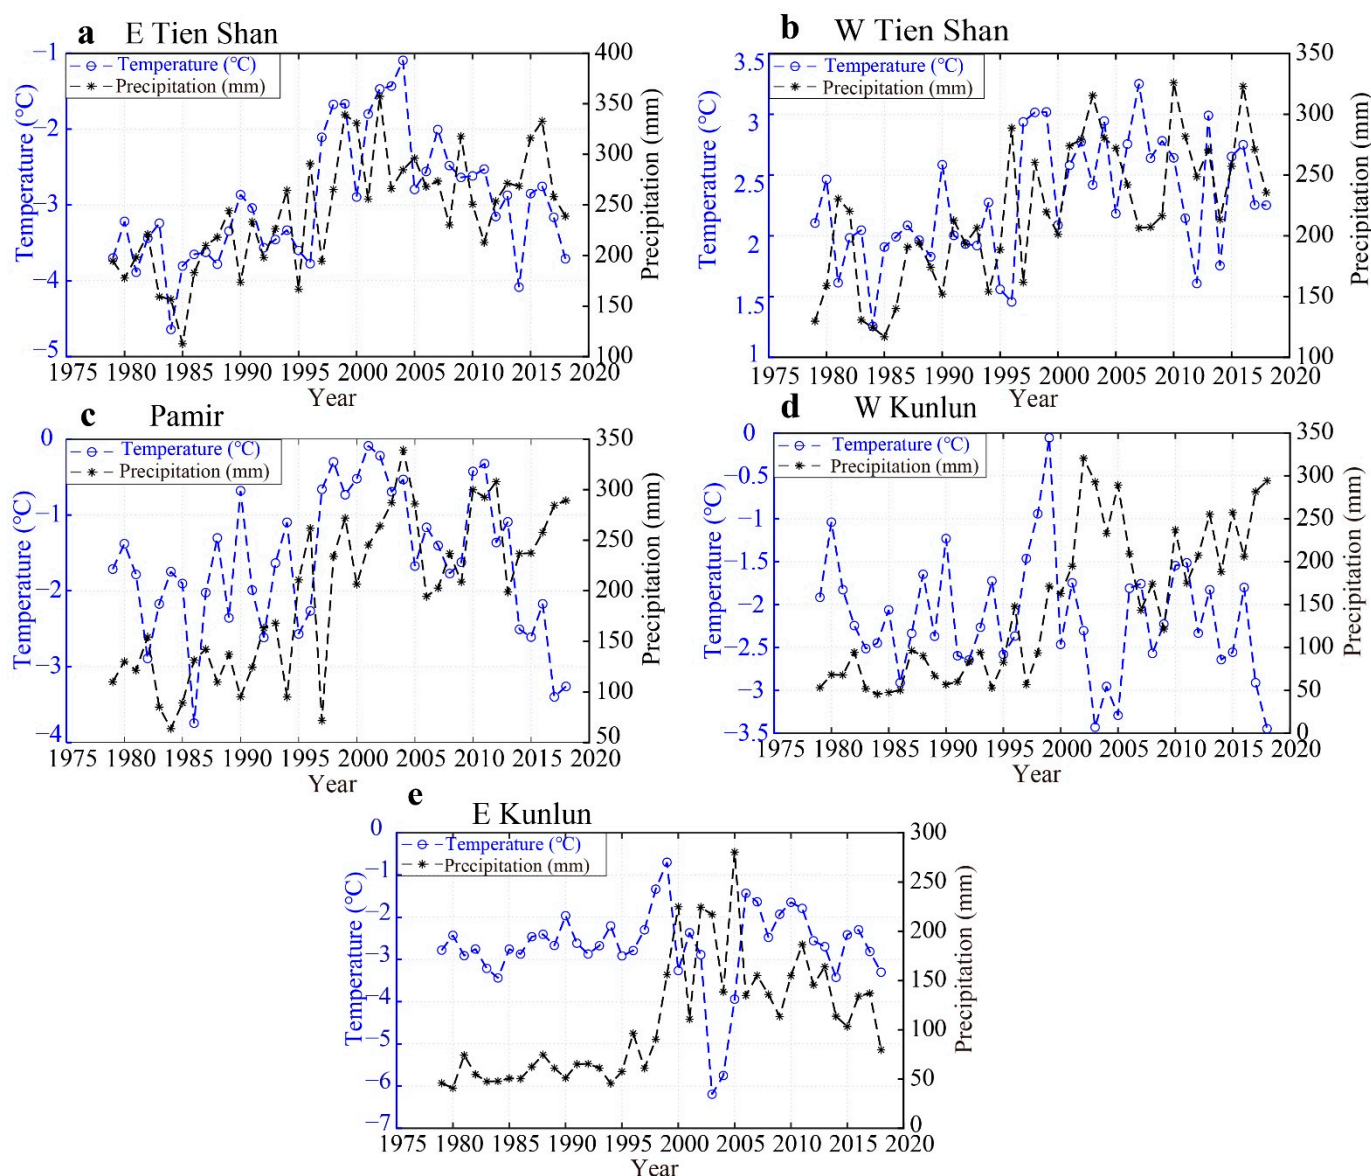 a E Tien Shan
−1
−2
−3
−4
−5
Temperature (°C)
Temperature (°C)
Precipitation (mm)
400
350
300
250
200
150
100
Precipitation (mm)
1975 1980 1985 1990 1995 2000 2005 2010 2015 2020
Year
b W Tien Shan
3.5
3
2.5
2
1.5
1
Temperature (°C)
Temperature (°C)
Precipitation (mm)
350
300
250
200
150
100
Precipitation (mm)
1975 1980 1985 1990 1995 2000 2005 2010 2015 2020
Year
c Pamir
0
−1
−2
−3
−4
Temperature (°C)
Temperature (°C)
Precipitation (mm)
350
300
250
200
150
100
50
Precipitation (mm)
1975 1980 1985 1990 1995 2000 2005 2010 2015 2020
Year
d W Kunlun
0
−0.5
−1
−1.5
−2
−2.5
−3
−3.5
Temperature (°C)
Temperature (°C)
Precipitation (mm)
350
300
250
200
150
100
50
0
Precipitation (mm)
1975 1980 1985 1990 1995 2000 2005 2010 2015 2020
Year
e E Kunlun
0
−1
−2
−3
−4
−5
−6
−7
Temperature (°C)
Temperature (°C)
Precipitation (mm)
300
250
200
150
100
50
0
Precipitation (mm)
1975 1980 1985 1990 1995 2000 2005 2010 2015 2020
Year